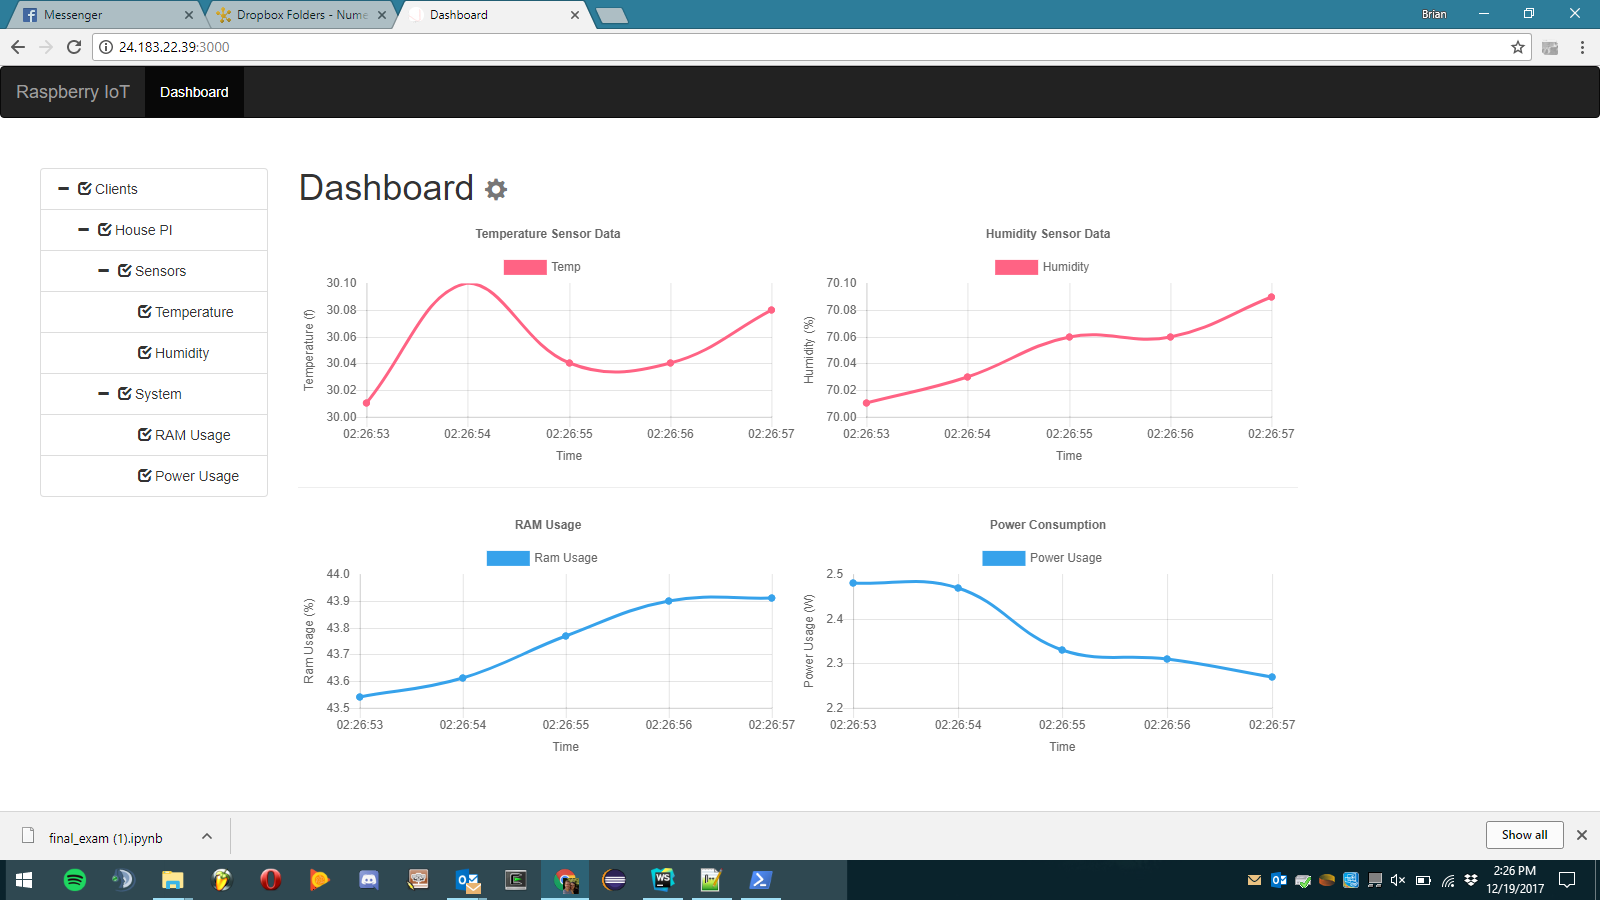 Messenger
Dropbox Folders - Nume
Dashboard
Brian
24.183.22.39:3000
Raspberry IoT
Dashboard
Clients
House PI
Sensors
Temperature
Humidity
System
RAM Usage
Power Usage
Dashboard
Temperature Sensor Data
Temp
Temperature (f)
30.10
30.08
30.06
30.04
30.02
30.00
02:26:53 02:26:54 02:26:55 02:26:56 02:26:57
Time
Humidity Sensor Data
Humidity
Humidity (%)
70.10
70.08
70.06
70.04
70.02
70.00
02:26:53 02:26:54 02:26:55 02:26:56 02:26:57
Time
RAM Usage
Ram Usage
Ram Usage (%)
44.0
43.9
43.8
43.7
43.6
43.5
02:26:53 02:26:54 02:26:55 02:26:56 02:26:57
Time
Power Consumption
Power Usage
Power Usage (W)
2.5
2.4
2.3
2.2
02:26:53 02:26:54 02:26:55 02:26:56 02:26:57
Time
final_exam (1).ipynb
Show all
WS
2:26 PM
12/19/2017